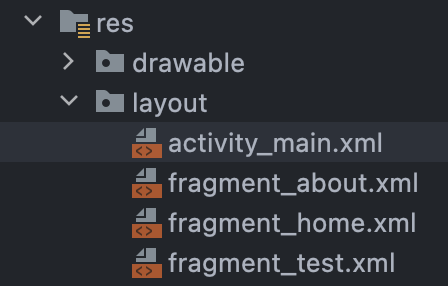 res
drawable
layout
activity_main.xml
fragment_about.xml
fragment_home.xml
fragment_test.xml